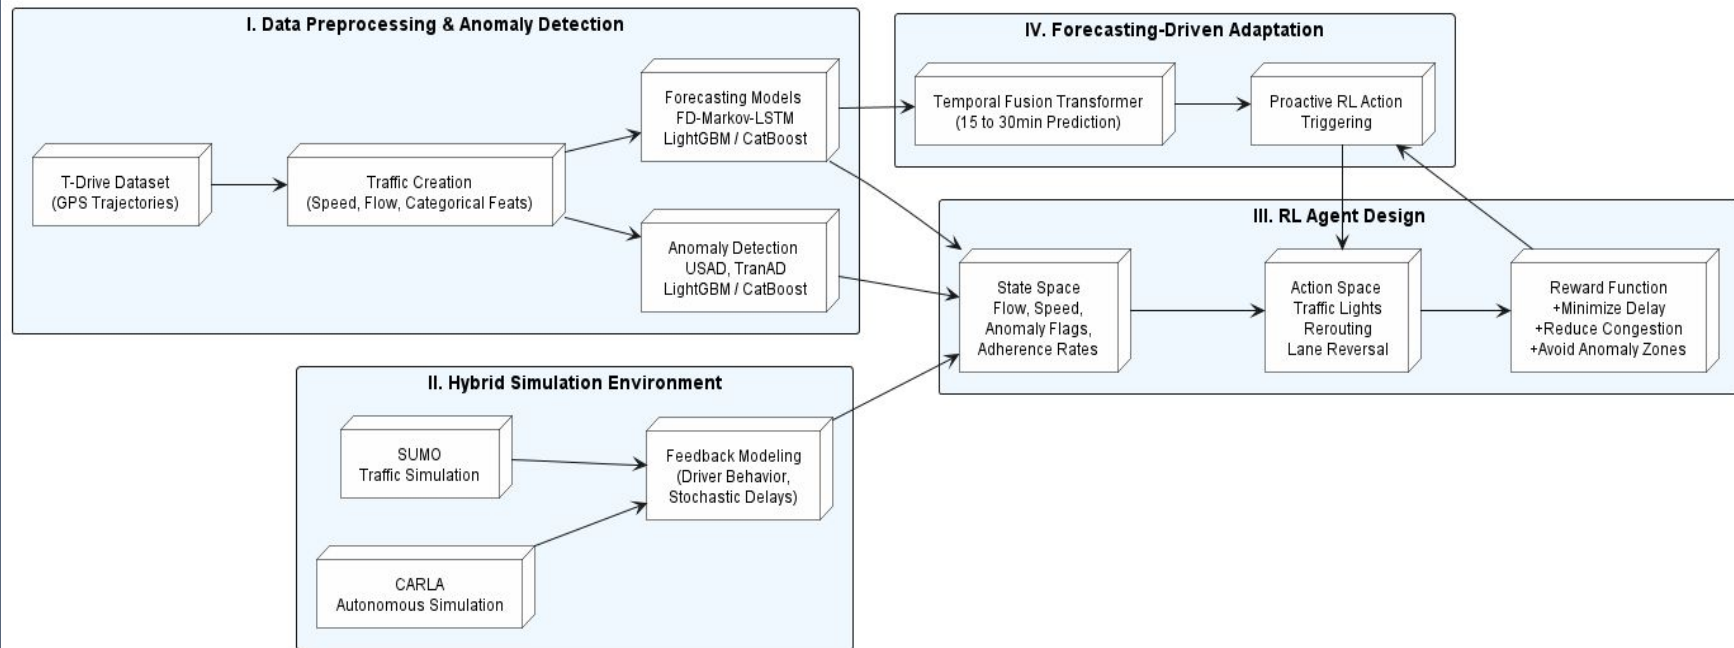 I. Data Preprocessing & Anomaly Detection
T-Drive Dataset
(GPS Trajectories)
Traffic Creation
(Speed, Flow, Categorical Feats)
Forecasting Models
FD-Markov-LSTM
LightGBM / CatBoost
Anomaly Detection
USAD, TranAD
LightGBM / CatBoost
II. Hybrid Simulation Environment
SUMO
Traffic Simulation
CARLA
Autonomous Simulation
Feedback Modeling
(Driver Behavior,
Stochastic Delays)
IV. Forecasting-Driven Adaptation
Temporal Fusion Transformer
(15 to 30min Prediction)
Proactive RL Action
Triggering
III. RL Agent Design
State Space
Flow, Speed,
Anomaly Flags,
Adherence Rates
Action Space
Traffic Lights
Rerouting
Lane Reversal
Reward Function
+Minimize Delay
+Reduce Congestion
+Avoid Anomaly Zones